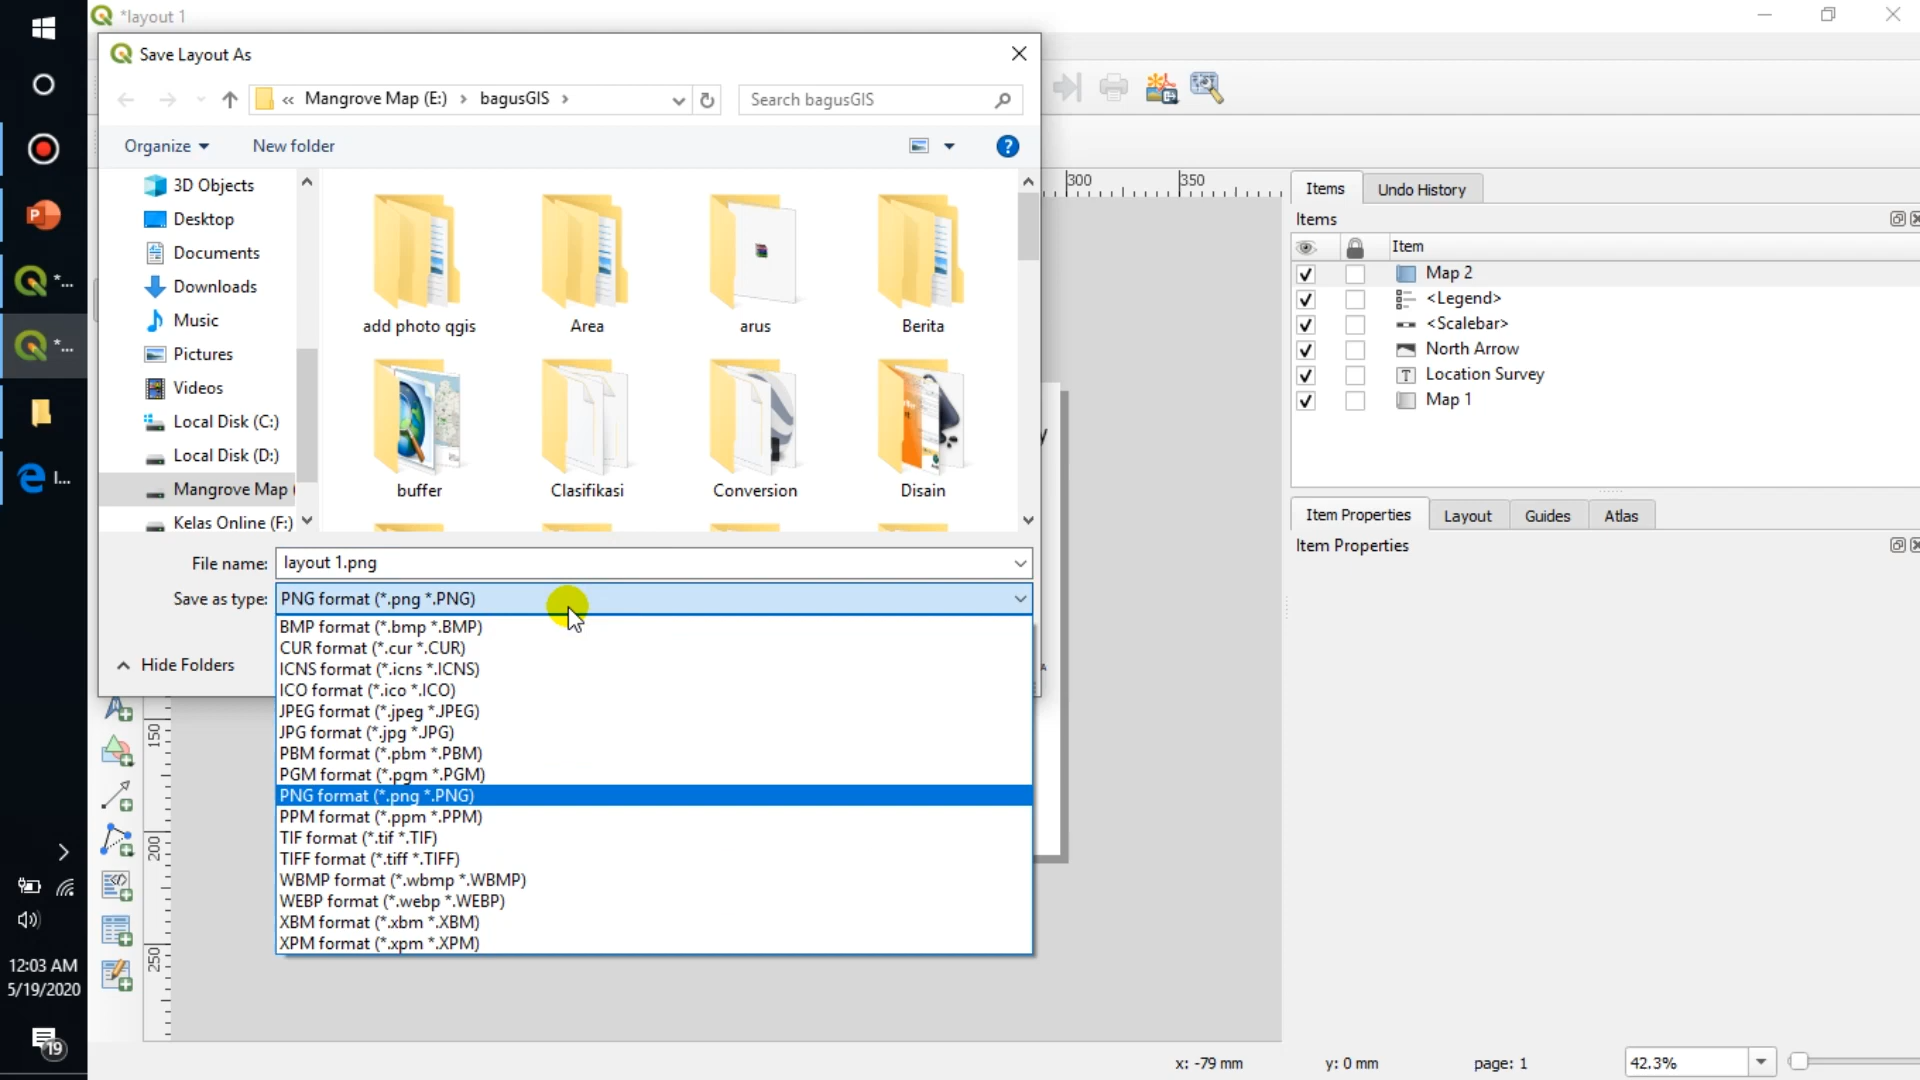 *layout 1
Save Layout As
« Mangrove Map (E:) › bagusGIS ›
Search bagusGIS
Organize
New folder
3D Objects
Desktop
Documents
Downloads
Music
Pictures
Videos
Local Disk (C:)
Local Disk (D:)
Mangrove Map (
Kelas Online (F:)
add photo qgis
Area
arus
Berita
buffer
Clasifikasi
Conversion
Disain
File name: layout 1.png
Save as type: PNG format (*.png *.PNG)
BMP format (*.bmp *.BMP)
CUR format (*.cur *.CUR)
ICNS format (*.icns *.ICNS)
ICO format (*.ico *.ICO)
JPEG format (*.jpeg *.JPEG)
JPG format (*.jpg *.JPG)
PBM format (*.pbm *.PBM)
PGM format (*.pgm *.PGM)
PNG format (*.png *.PNG)
PPM format (*.ppm *.PPM)
TIF format (*.tif *.TIF)
TIFF format (*.tiff *.TIFF)
WBMP format (*.wbmp *.WBMP)
WEBP format (*.webp *.WEBP)
XBM format (*.xbm *.XBM)
XPM format (*.xpm *.XPM)
Hide Folders
300 350
150
200
250
Items Undo History
Items
Item
Map 2
<Legend>
<Scalebar>
North Arrow
T Location Survey
Map 1
Item Properties Layout Guides Atlas
Item Properties
*...
*...
l...
12:03 AM
5/19/2020
19
x: -79 mm y: 0 mm page: 1 42.3%